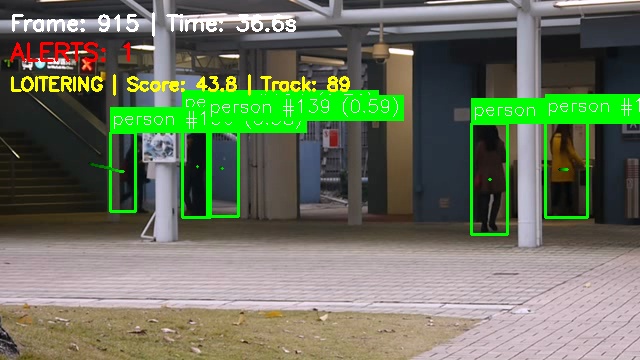 Frame: 915 | Time: 36.6s
ALERTS: 1
LOITERING | Score: 43.8 | Track: 89
person #139 (0.59)
person
person
person #1